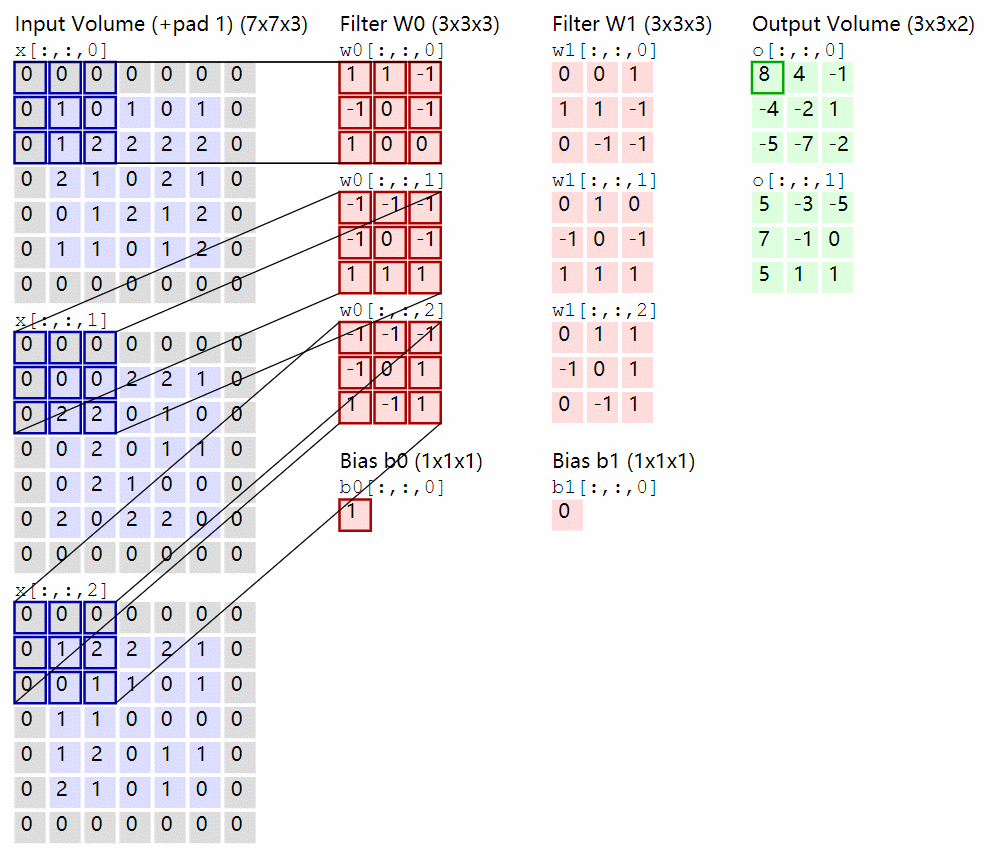 Input Volume (+pad 1) (7x7x3)
x[:,:,0]
0 0 0 0 0 0 0
0 1 0 1 0 1 0
0 1 2 2 2 2 0
0 2 1 0 2 1 0
0 0 1 2 1 2 0
0 1 1 0 1 2 0
0 0 0 0 0 0 0
x[:,:,1]
0 0 0 0 0 0 0
0 0 0 2 2 1 0
0 2 2 0 1 0 0
0 0 2 0 1 1 0
0 0 2 1 0 0 0
0 2 0 2 2 0 0
0 0 0 0 0 0 0
x[:,:,2]
0 0 0 0 0 0 0
0 1 2 2 2 1 0
0 0 1 1 0 1 0
0 1 1 0 0 0 0
0 1 2 0 1 1 0
0 2 1 0 1 0 0
0 0 0 0 0 0 0
Filter W0 (3x3x3)
w0[:,:,0]
1 1 -1
-1 0 -1
1 0 0
w0[:,:,1]
-1 -1 -1
-1 0 -1
1 1 1
w0[:,:,2]
-1 -1 -1
-1 0 1
1 -1 1
Bias b0 (1x1x1)
b0[:,:,0]
1
Filter W1 (3x3x3)
w1[:,:,0]
0 0 1
1 1 -1
0 -1 -1
w1[:,:,1]
0 1 0
-1 0 -1
1 1 1
w1[:,:,2]
0 1 1
-1 0 1
0 -1 1
Bias b1 (1x1x1)
b1[:,:,0]
0
Output Volume (3x3x2)
o[:,:,0]
8 4 -1
-4 -2 1
-5 -7 -2
o[:,:,1]
5 -3 -5
7 -1 0
5 1 1